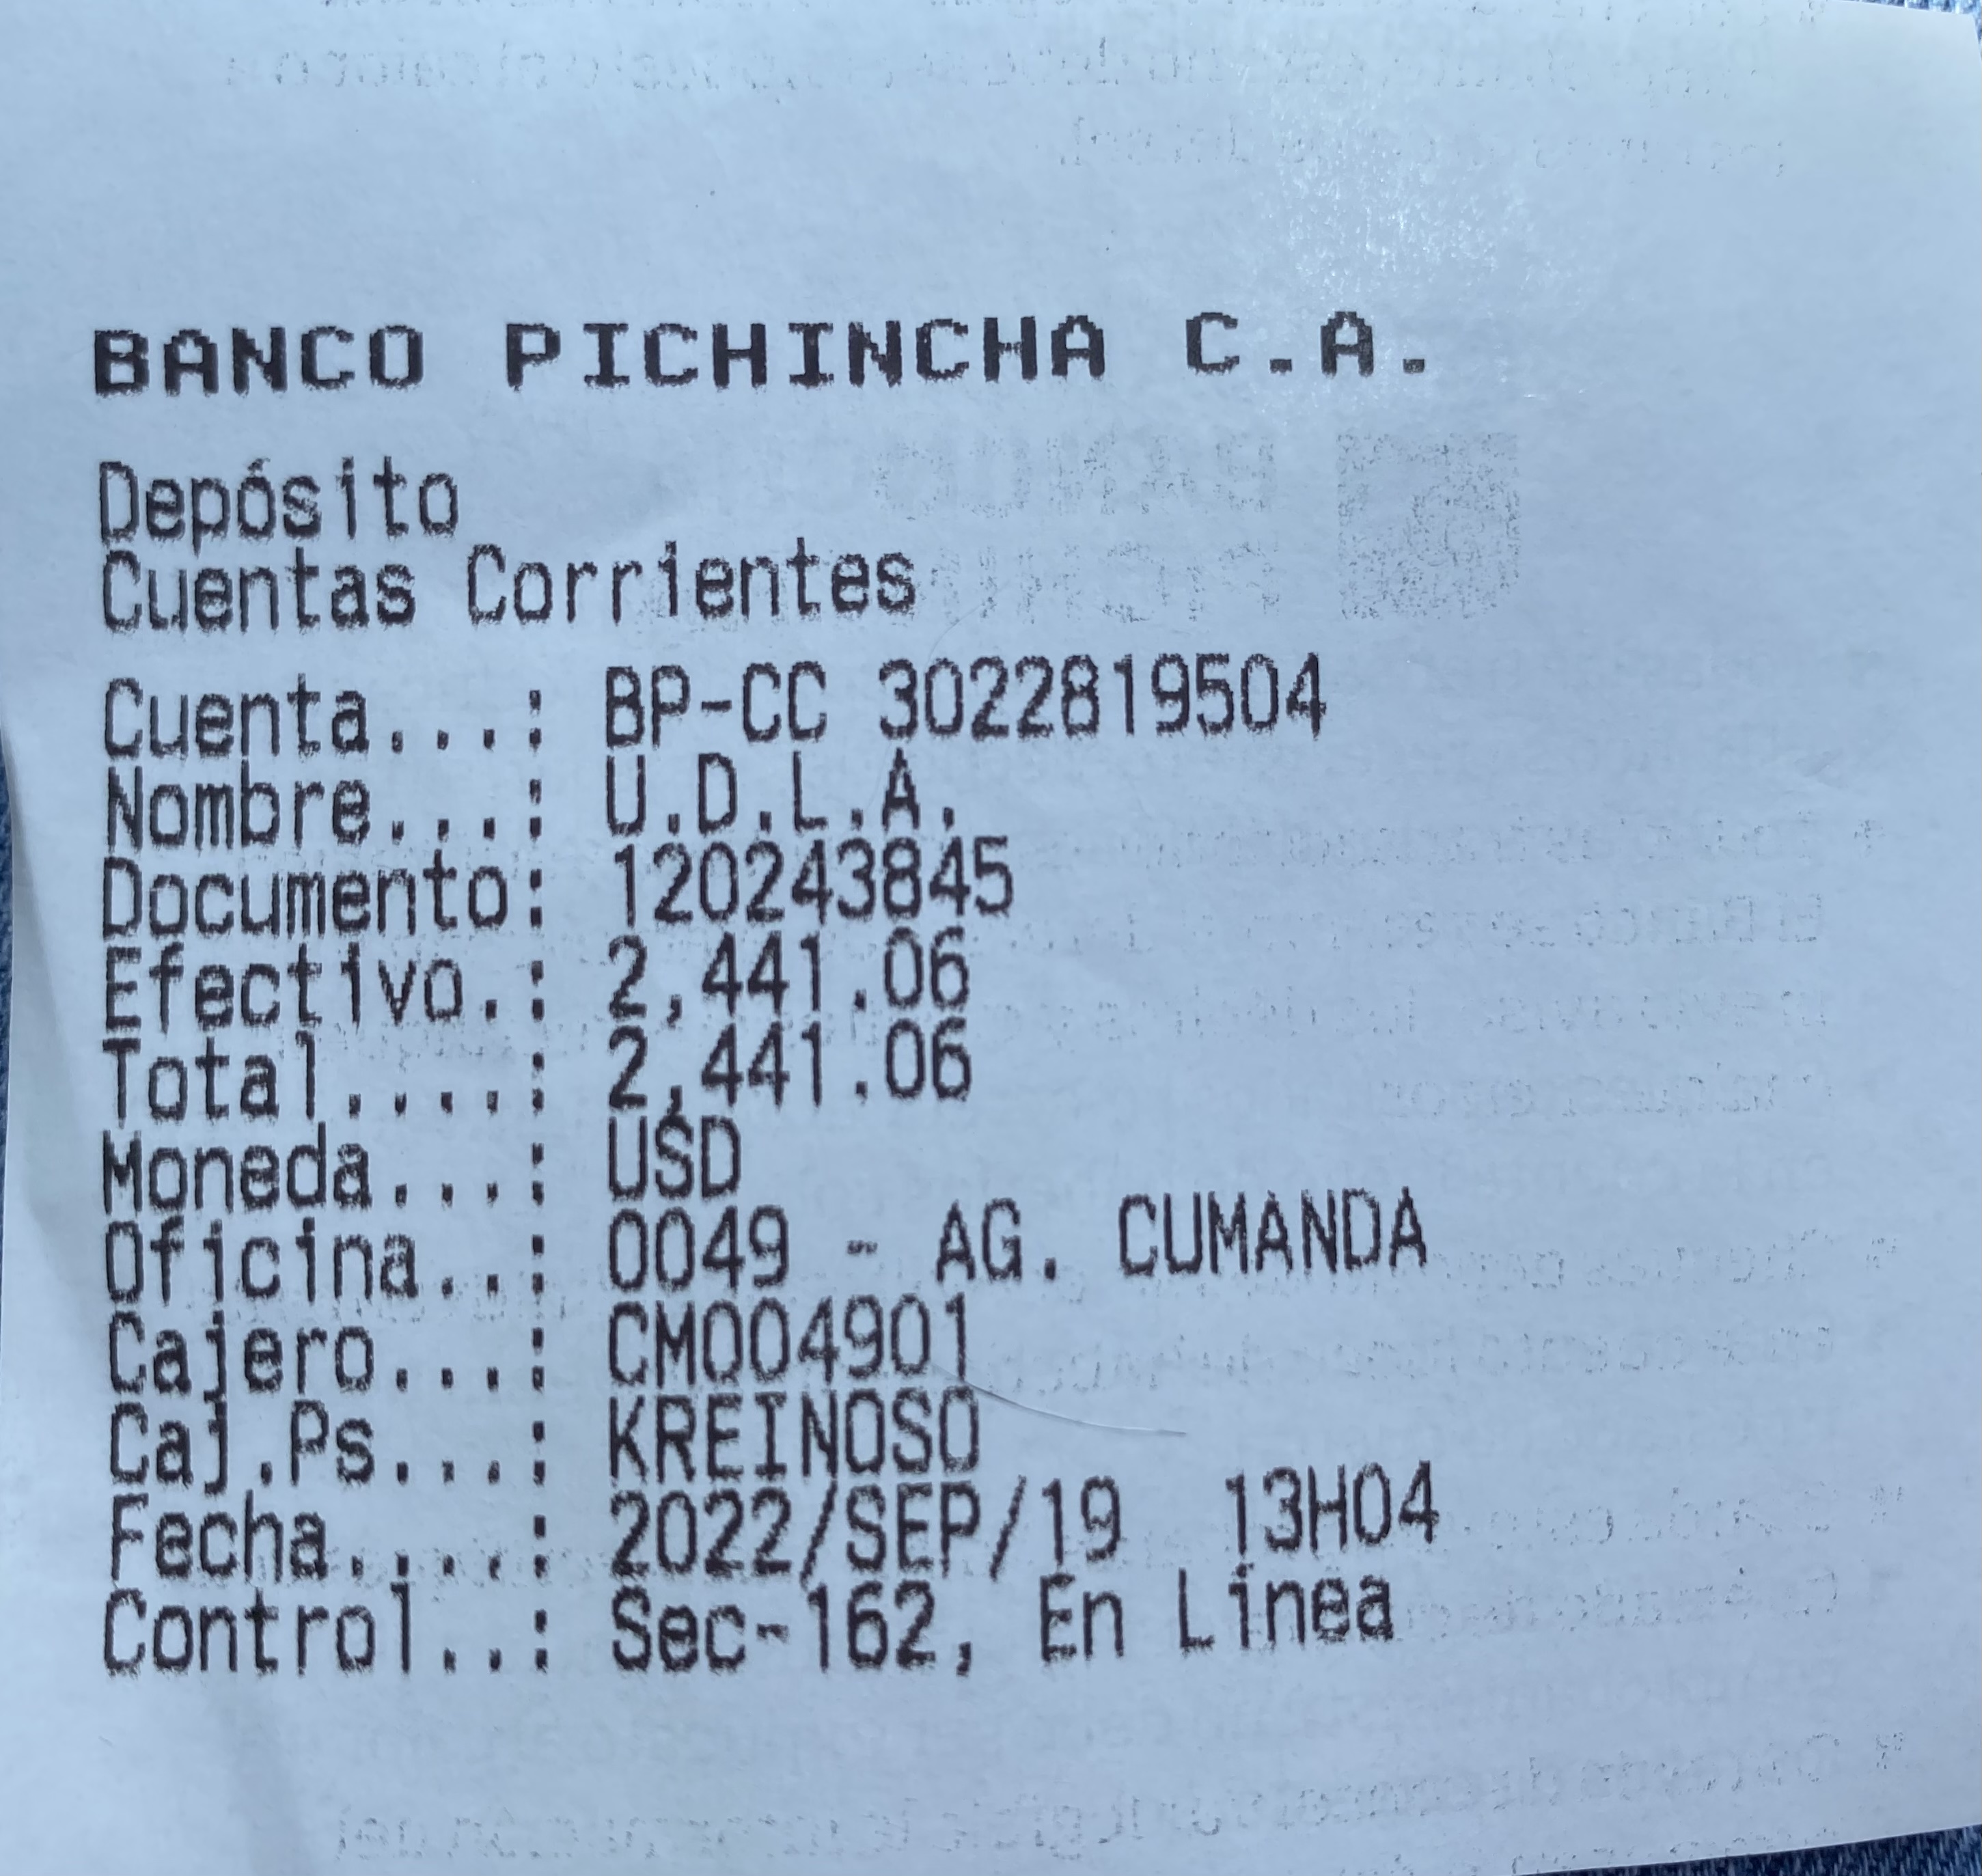 BANCO PICHINCHA C.A.
Depósito
Cuentas Corrientes
Cuenta...: BP-CC 3022819504
Nombre...: U.D.L.A.
Documento: 120243845
Efectivo.: 2,441.06
Total....: 2,441.06
Moneda...: USD
Oficina..: 0049 - AG. CUMANDA
Cajero...: CM004901
Caj.Ps...: KREINOSO
Fecha....: 2022/SEP/19 13H04
Control..: Sec-162, En Línea